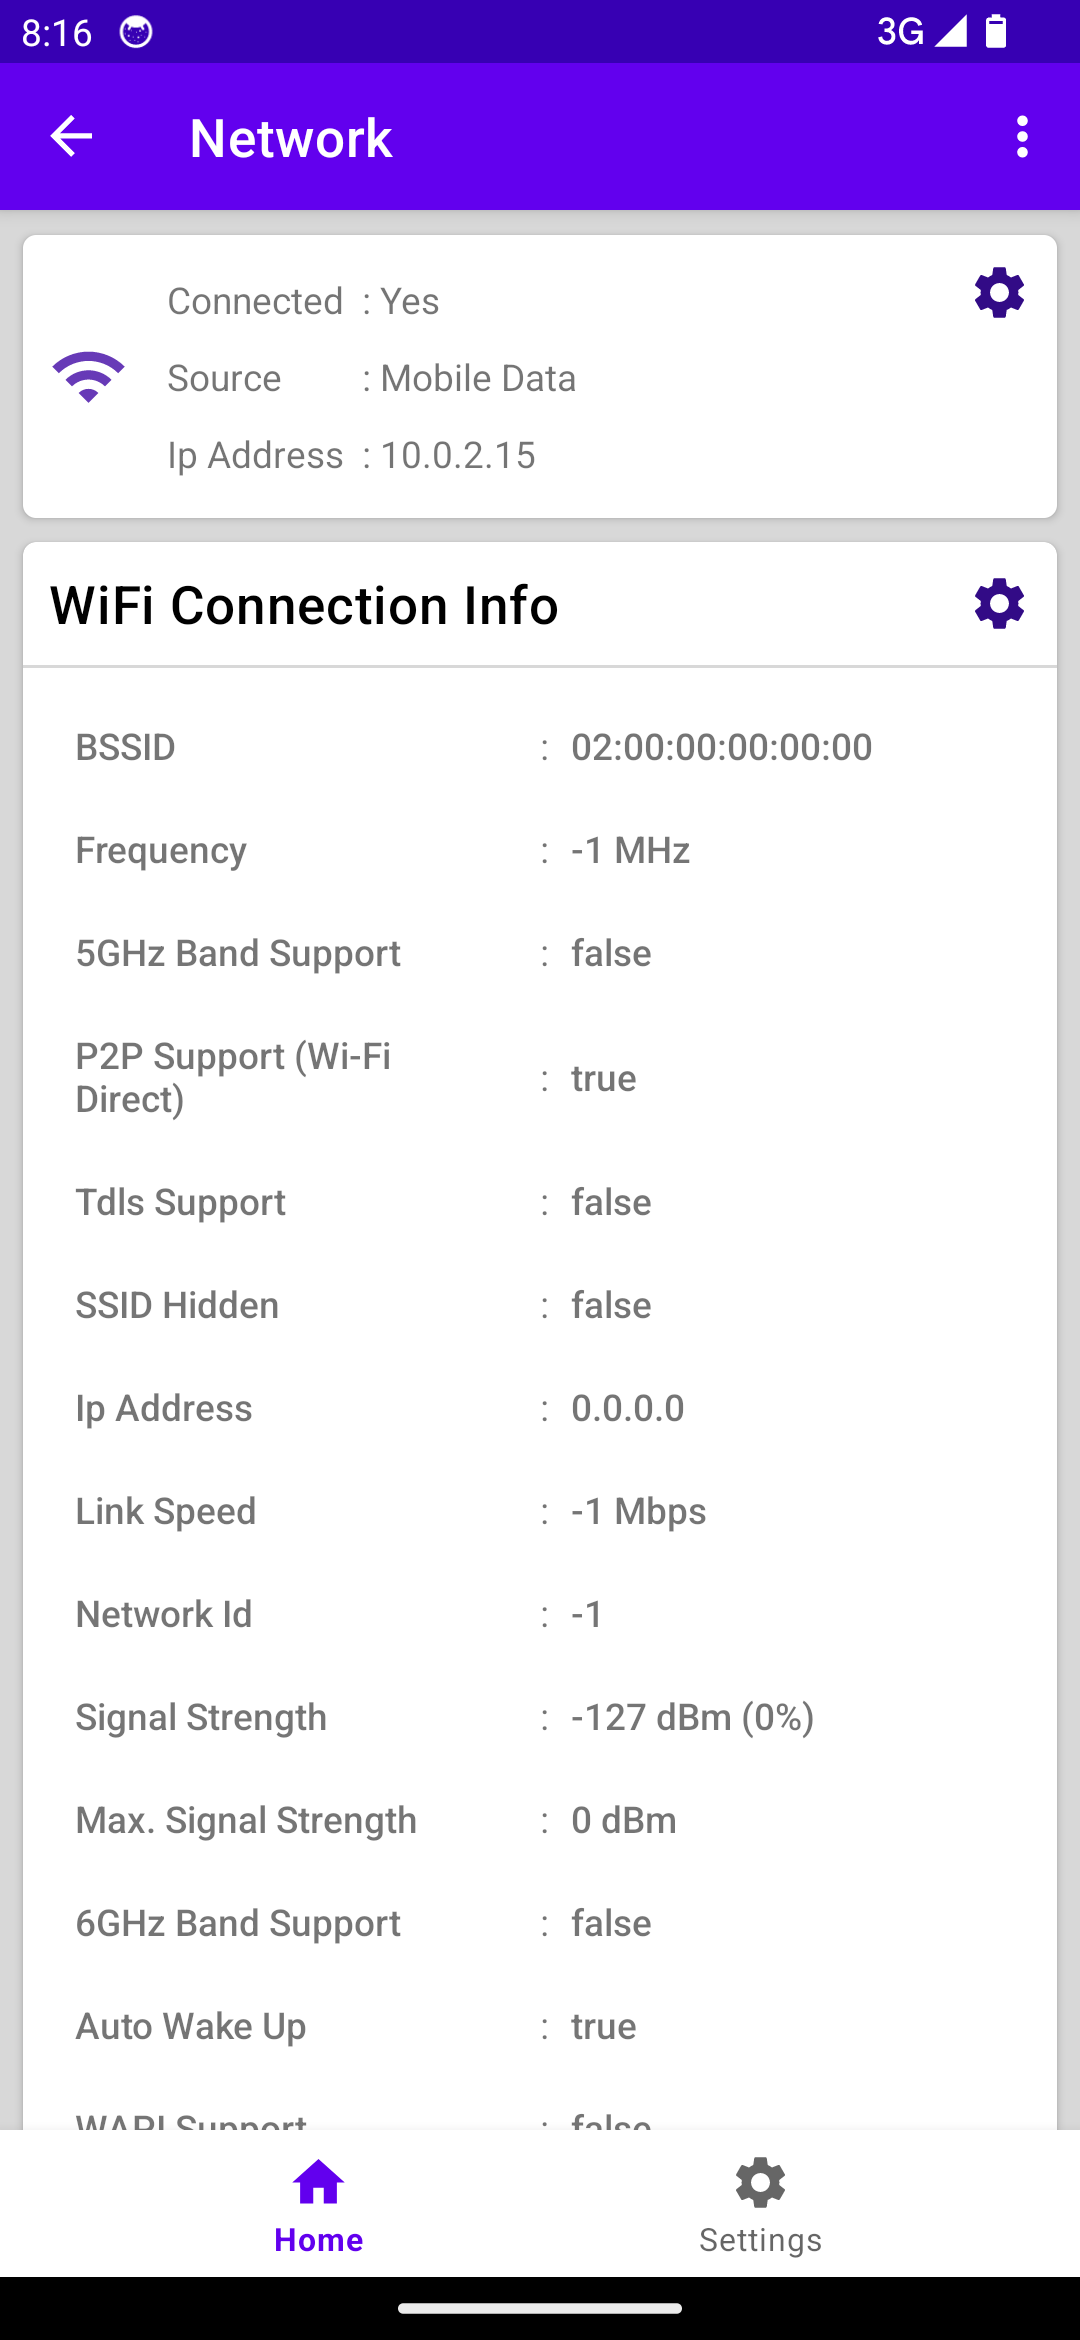 8:16
3G
Network
Connected : Yes
Source : Mobile Data
Ip Address : 10.0.2.15
WiFi Connection Info
BSSID : 02:00:00:00:00:00
Frequency : -1 MHz
5GHz Band Support : false
P2P Support (Wi-Fi
Direct) : true
Tdls Support : false
SSID Hidden : false
Ip Address : 0.0.0.0
Link Speed : -1 Mbps
Network Id : -1
Signal Strength : -127 dBm (0%)
Max. Signal Strength : 0 dBm
6GHz Band Support : false
Auto Wake Up : true
WAPI Support : false
Home
Settings